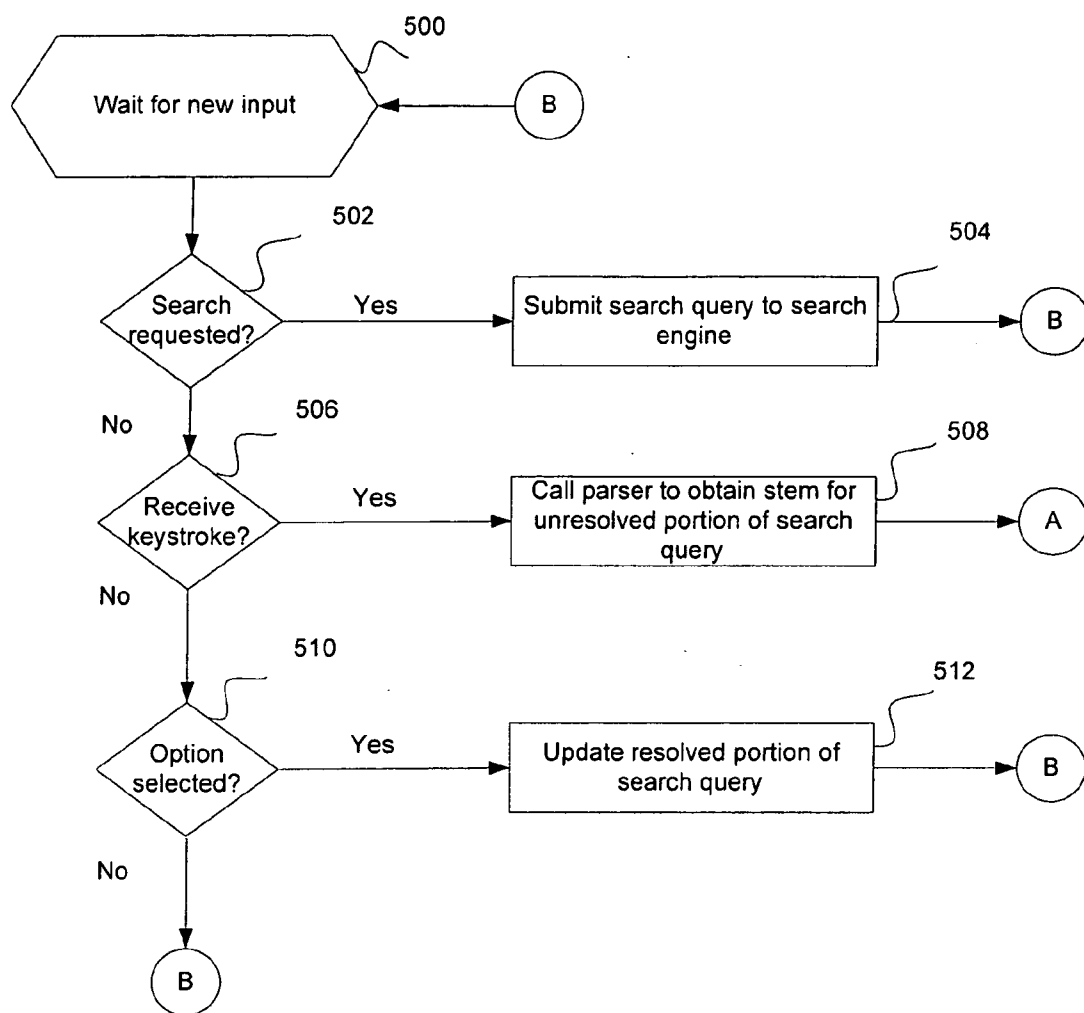 500
Wait for new input
B
502
504
Search
requested?
Yes
Submit search query to search
engine
B
No
506
508
Receive
keystroke?
Yes
Call parser to obtain stem for
unresolved portion of search
query
A
No
510
512
Option
selected?
Yes
Update resolved portion of
search query
B
No
B